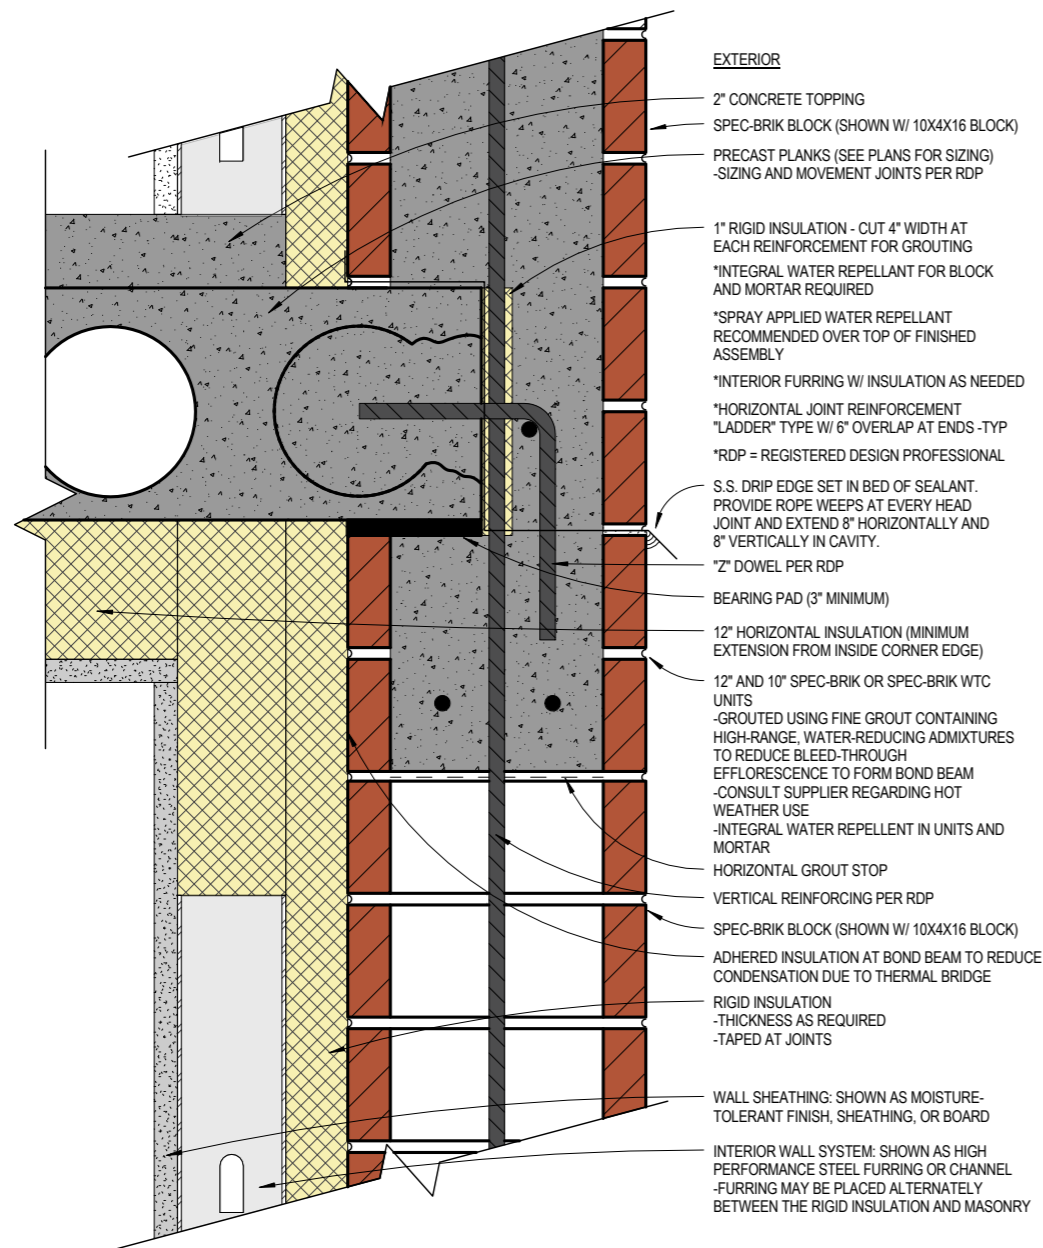 EXTERIOR
2" CONCRETE TOPPING
SPEC-BRIK BLOCK (SHOWN W/ 10X4X16 BLOCK)
PRECAST PLANKS (SEE PLANS FOR SIZING)
-SIZING AND MOVEMENT JOINTS PER RDP
1" RIGID INSULATION - CUT 4" WIDTH AT
EACH REINFORCEMENT FOR GROUTING
*INTEGRAL WATER REPELLANT FOR BLOCK
AND MORTAR REQUIRED
*SPRAY APPLIED WATER REPELLANT
RECOMMENDED OVER TOP OF FINISHED
ASSEMBLY
*INTERIOR FURRING W/ INSULATION AS NEEDED
*HORIZONTAL JOINT REINFORCEMENT
"LADDER" TYPE W/ 6" OVERLAP AT ENDS -TYP
*RDP = REGISTERED DESIGN PROFESSIONAL
S.S. DRIP EDGE SET IN BED OF SEALANT.
PROVIDE ROPE WEEPS AT EVERY HEAD
JOINT AND EXTEND 8" HORIZONTALLY AND
8" VERTICALLY IN CAVITY.
"Z" DOWEL PER RDP
BEARING PAD (3" MINIMUM)
12" HORIZONTAL INSULATION (MINIMUM
EXTENSION FROM INSIDE CORNER EDGE)
12" AND 10" SPEC-BRIK OR SPEC-BRIK WTC
UNITS
-GROUTED USING FINE GROUT CONTAINING
HIGH-RANGE, WATER-REDUCING ADMIXTURES
TO REDUCE BLEED-THROUGH
EFFLORESCENCE TO FORM BOND BEAM
-CONSULT SUPPLIER REGARDING HOT
WEATHER USE
-INTEGRAL WATER REPELLENT IN UNITS AND
MORTAR
HORIZONTAL GROUT STOP
VERTICAL REINFORCING PER RDP
SPEC-BRIK BLOCK (SHOWN W/ 10X4X16 BLOCK)
ADHERED INSULATION AT BOND BEAM TO REDUCE
CONDENSATION DUE TO THERMAL BRIDGE
RIGID INSULATION
-THICKNESS AS REQUIRED
-TAPED AT JOINTS
WALL SHEATHING: SHOWN AS MOISTURE-
TOLERANT FINISH, SHEATHING, OR BOARD
INTERIOR WALL SYSTEM: SHOWN AS HIGH
PERFORMANCE STEEL FURRING OR CHANNEL
-FURRING MAY BE PLACED ALTERNATELY
BETWEEN THE RIGID INSULATION AND MASONRY